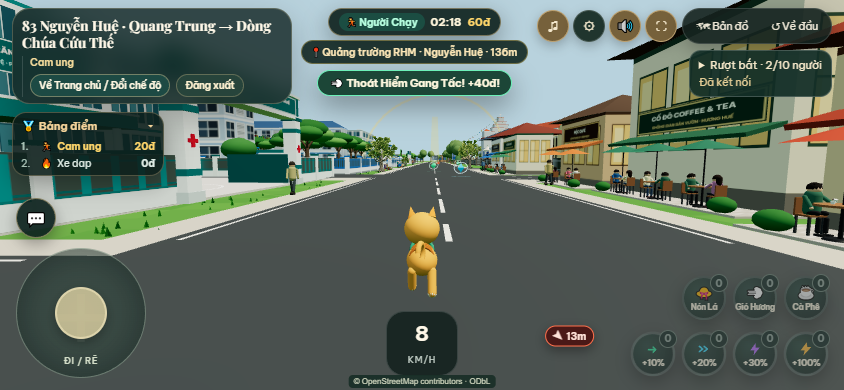 83 Nguyễn Huệ · Quang Trung → Dòng
Chúa Cứu Thế
Cam ung
Về Trang chủ / Đổi chế độ
Đăng xuất
Bảng điểm
1. Cam ung 20đ
2. Xe dap 0đ
Người Chạy 02:18 60đ
Quảng trường RHM · Nguyễn Huệ · 136m
Thoát Hiểm Gang Tấc! +40đ!
Bản đồ
↺ Về đầu
Rượt bắt · 2/10 người
Đã kết nối
CỐ ĐÔ COFFEE & TEA
ĐI / RẼ
8
KM/H
13m
0
Nón Lá
0
Gió Hương
0
Cà Phê
0
+10%
0
+20%
0
+30%
0
+100%
© OpenStreetMap contributors · ODbL